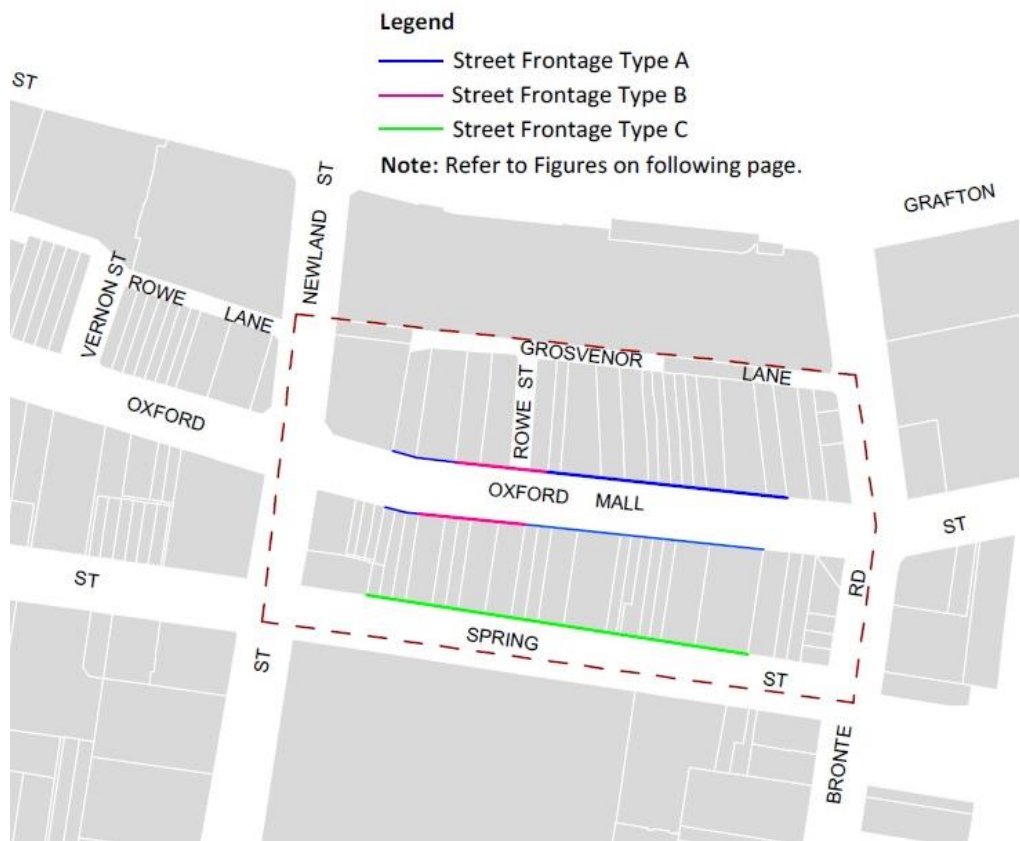 Legend
Street Frontage Type A
Street Frontage Type B
Street Frontage Type C
Note: Refer to Figures on following page.
ST
NEWLAND ST
GRAFTON
VERNON ST
ROWE LANE
GROSVENOR LANE
ROWE ST
OXFORD
OXFORD MALL
ST
RD
ST
SPRING ST
ST
BRONTE